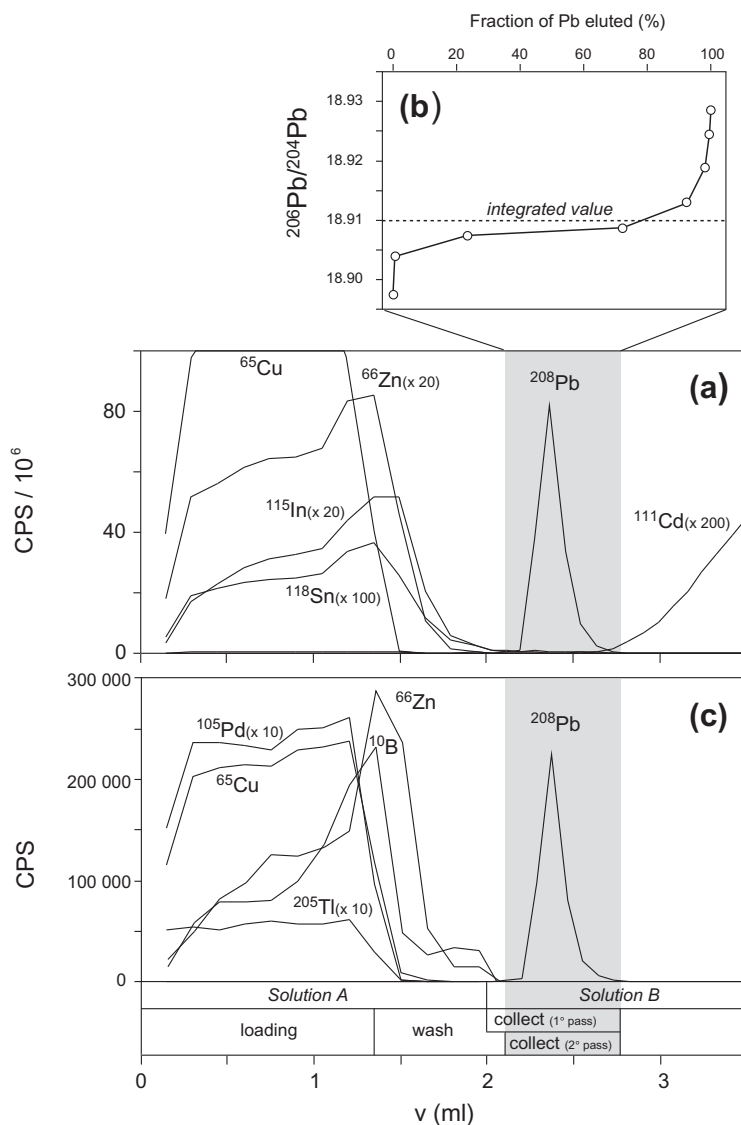 Fraction of Pb eluted (%)
0 20 40 60 80 100
(b)
18.93
18.92
18.91
18.90
206Pb/204Pb
integrated value
(a)
65Cu
66Zn(x 20)
208Pb
115In(x 20)
111Cd(x 200)
118Sn(x 100)
80
40
0
CPS / 10^6
(c)
300 000
200 000
100 000
0
CPS
66Zn
105Pd(x 10)
10B
208Pb
65Cu
205Tl(x 10)
Solution A Solution B
loading wash collect (1° pass)
collect (2° pass)
0 1 2 3
v (ml)